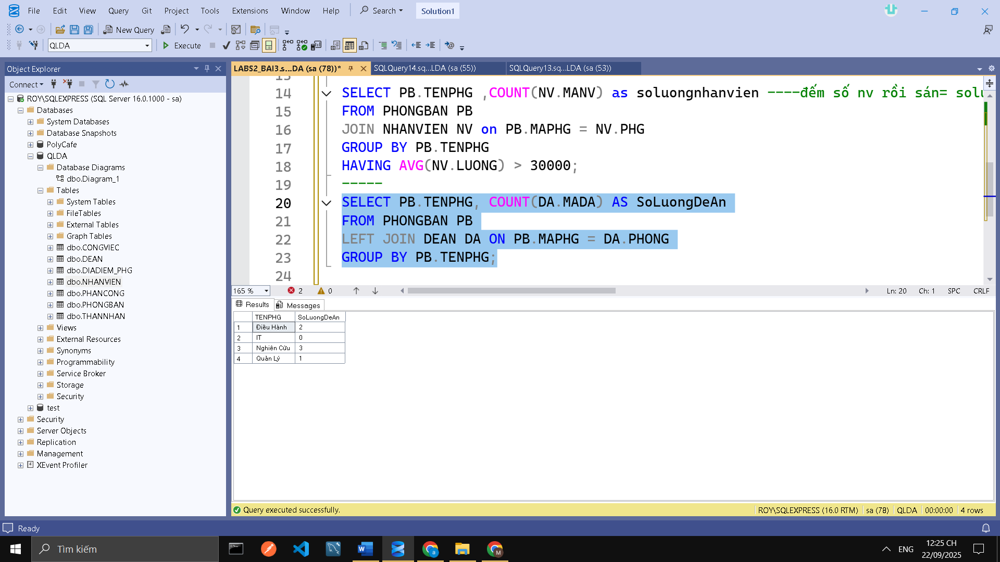 File Edit View Query Git Project Tools Extensions Window Help Search Solution1
New Query
QLDA Execute
Object Explorer
LABS2_BAI3.s...DA (sa (78))* SQLQuery14.sq...LDA (sa (55)) SQLQuery13.sq...LDA (sa (53))
Connect
ROY\SQLEXPRESS (SQL Server 16.0.1000 - sa)
Databases
System Databases
Database Snapshots
PolyCafe
QLDA
Database Diagrams
dbo.Diagram_1
Tables
System Tables
FileTables
External Tables
Graph Tables
dbo.CONGVIEC
dbo.DEAN
dbo.DIADIEM_PHG
dbo.NHANVIEN
dbo.PHANCONG
dbo.PHONGBAN
dbo.THANNHAN
Views
External Resources
Synonyms
Programmability
Service Broker
Storage
Security
test
Security
Server Objects
Replication
Management
XEvent Profiler
14 SELECT PB.TENPHG ,COUNT(NV.MANV) as soluongnhanvien ----đếm số nv rồi sán= solu
15 FROM PHONGBAN PB
16 JOIN NHANVIEN NV on PB.MAPHG = NV.PHG
17 GROUP BY PB.TENPHG
18 HAVING AVG(NV.LUONG) > 30000;
19 -----
20 SELECT PB.TENPHG, COUNT(DA.MADA) AS SoLuongDeAn
21 FROM PHONGBAN PB
22 LEFT JOIN DEAN DA ON PB.MAPHG = DA.PHONG
23 GROUP BY PB.TENPHG;
24
165 % 2 0 Ln: 20 Ch: 1 SPC CRLF
Results Messages
TENPHG SoLuongDeAn
1 Điều Hành 2
2 IT 0
3 Nghiên Cứu 3
4 Quản Lý 1
Query executed successfully. ROY\SQLEXPRESS (16.0 RTM) sa (78) QLDA 00:00:00 4 rows
Ready
Tìm kiếm ENG 12:25 CH
22/09/2025